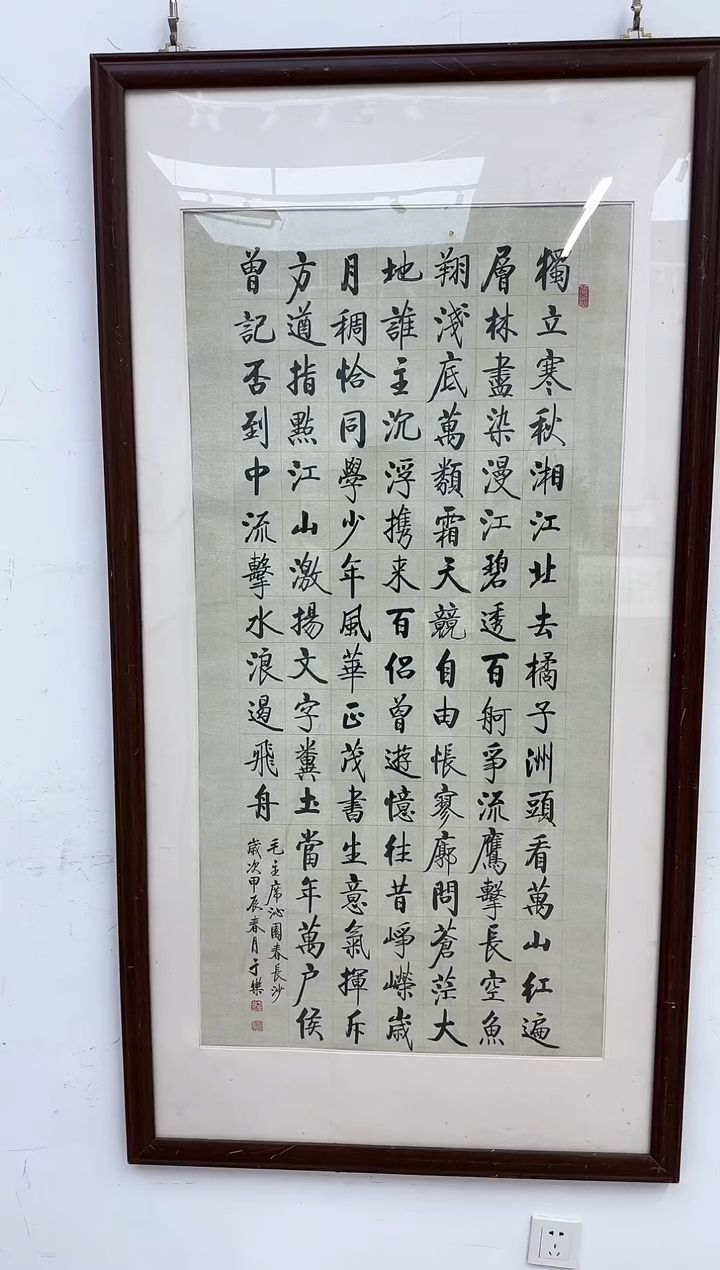 獨立寒秋湘江北去橘子洲頭看萬山紅遍
層林盡染漫江碧透百舸爭流鷹擊長空魚
翔淺底萬類霜天競自由悵寥廓問蒼茫大
地誰主沉浮携来百侶曾遊憶往昔崢嶸歲
月稠恰同學少年風華正茂書生意氣揮斥
方遒指點江山激揚文字糞土當年萬户侯
曾記否到中流擊水浪遏飛舟
毛主席沁園春長沙
歲次甲辰春月于樂